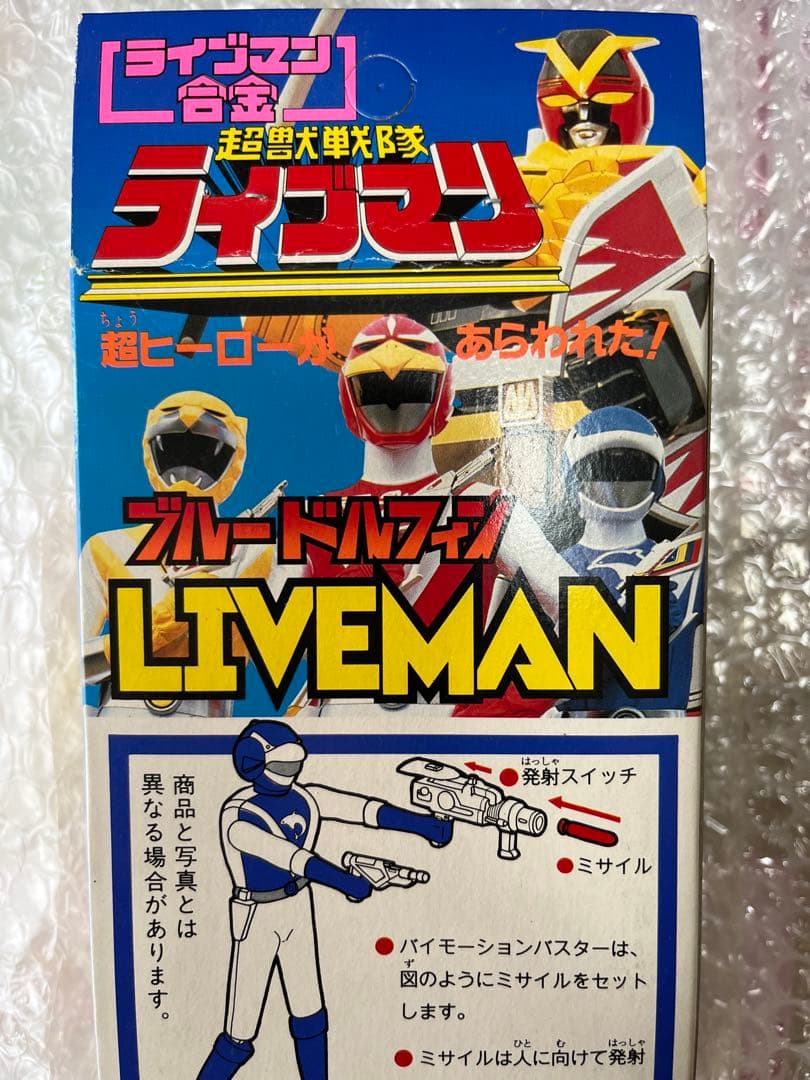 ライブマン
合金
超獣戦隊
ライブマン
ちょう
超ヒーローが あらわれた!
ブルードルフィン
LIVEMAN
商品と写真とは
異なる場合があります。
はっしゃ
●発射スイッチ
●ミサイル
●バイモーションバスターは、
ず
図のようにミサイルをセット
します。
ひと む はっしゃ
●ミサイルは人に向けて発射